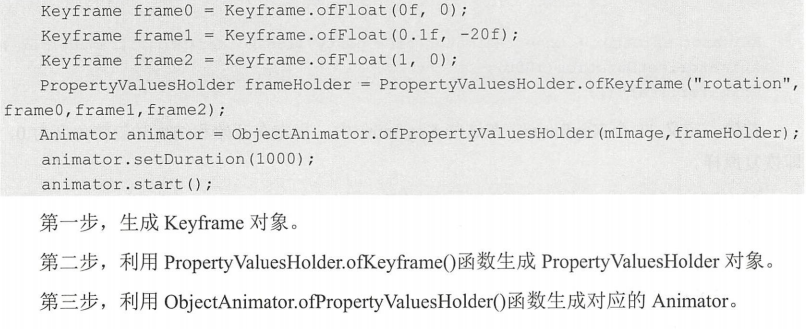 Keyframe frame0 = Keyframe.ofFloat(0f, 0);
Keyframe frame1 = Keyframe.ofFloat(0.1f, -20f);
Keyframe frame2 = Keyframe.ofFloat(1, 0);
PropertyValuesHolder frameHolder = PropertyValuesHolder.ofKeyframe("rotation",
frame0,frame1,frame2);
Animator animator = ObjectAnimator.ofPropertyValuesHolder(mImage,frameHolder);
animator.setDuration(1000);
animator.start();
第一步，生成 Keyframe 对象。
第二步，利用 PropertyValuesHolder.ofKeyframe()函数生成 PropertyValuesHolder 对象。
第三步，利用 ObjectAnimator.ofPropertyValuesHolder()函数生成对应的 Animator。